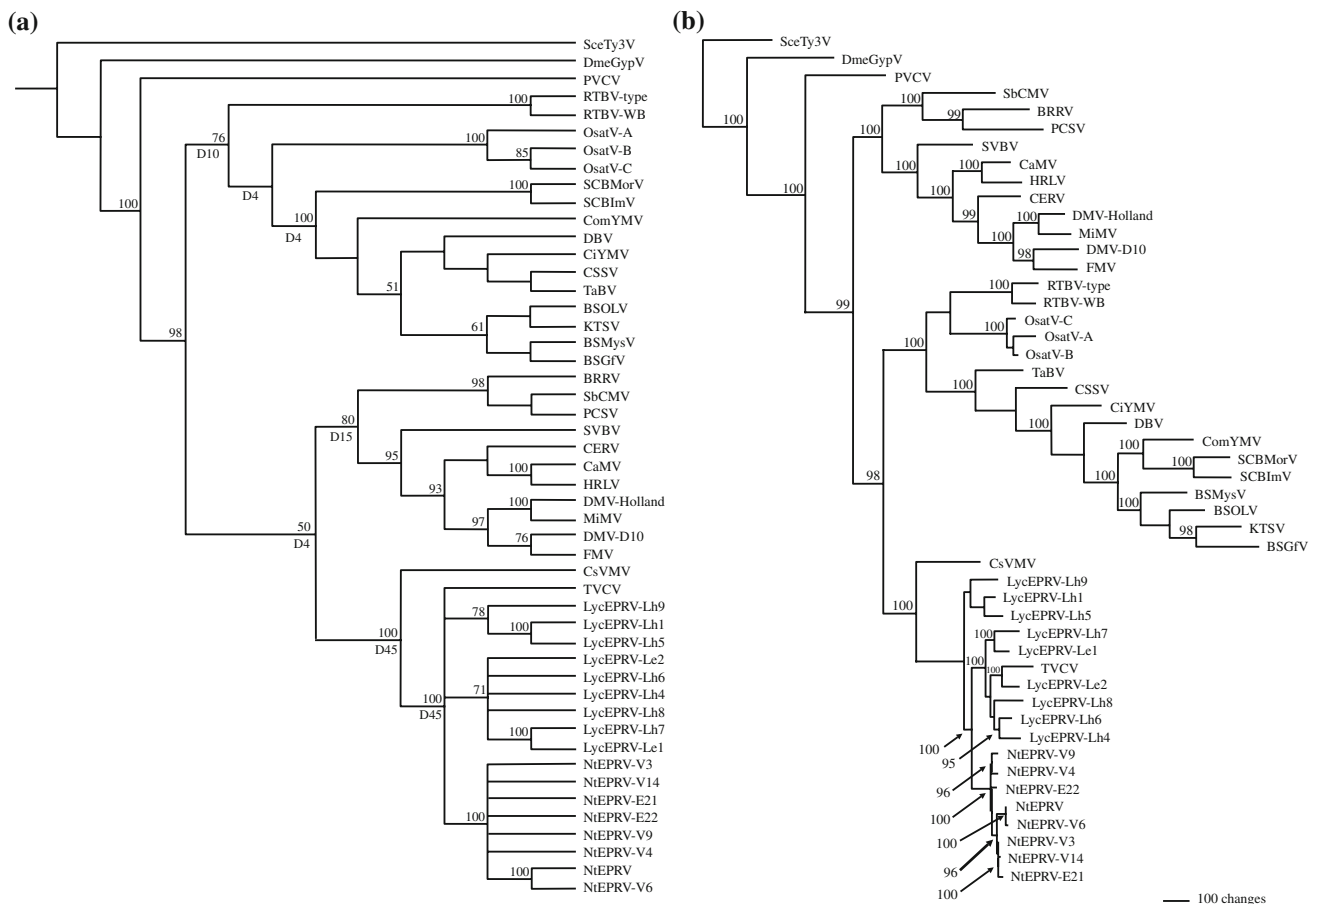 (a)
SceTy3V
DmeGypV
PVCV
100 RTBV-type
76 RTBV-WB
D10
100 OsatV-A
85 OsatV-B
OsatV-C
D4
100 SCBMorV
SCBImV
100
D4
ComYMV
DBV
CiYMV
CSSV
TaBV
51
BSOLV
KTSV
61
BSMysV
BSGfV
100
98
BRRV
98
SbCMV
PCSV
80
D15
SVBV
95
CERV
CaMV
100
HRLV
93
DMV-Holland
100
MiMV
97
DMV-D10
76
FMV
50
D4
CsVMV
TVCV
LycEPRV-Lh9
78
LycEPRV-Lh1
100
LycEPRV-Lh5
100
D45
LycEPRV-Le2
LycEPRV-Lh6
71
LycEPRV-Lh4
LycEPRV-Lh8
100
D45
LycEPRV-Lh7
100
LycEPRV-Le1
NtEPRV-V3
NtEPRV-V14
NtEPRV-E21
NtEPRV-E22
100
NtEPRV-V9
NtEPRV-V4
NtEPRV
100
NtEPRV-V6
(b)
SceTy3V
DmeGypV
PVCV
100
100
99
SbCMV
100
BRRV
99
PCSV
100
SVBV
100
CaMV
100
HRLV
100
CERV
99
DMV-Holland
100
MiMV
100
DMV-D10
98
FMV
RTBV-type
100
RTBV-WB
OsatV-C
100
OsatV-A
OsatV-B
100
TaBV
100
CSSV
CiYMV
100
DBV
ComYMV
100
SCBMorV
100
SCBImV
100
BSMysV
100
BSOLV
KTSV
98
BSGfV
98
CsVMV
100
LycEPRV-Lh9
LycEPRV-Lh1
LycEPRV-Lh5
LycEPRV-Lh7
100
LycEPRV-Le1
100
TVCV
100
LycEPRV-Le2
LycEPRV-Lh8
LycEPRV-Lh6
LycEPRV-Lh4
100
95
NtEPRV-V9
NtEPRV-V4
96
NtEPRV-E22
100
NtEPRV
NtEPRV-V6
100
NtEPRV-V3
NtEPRV-V14
96
NtEPRV-E21
100
100 changes